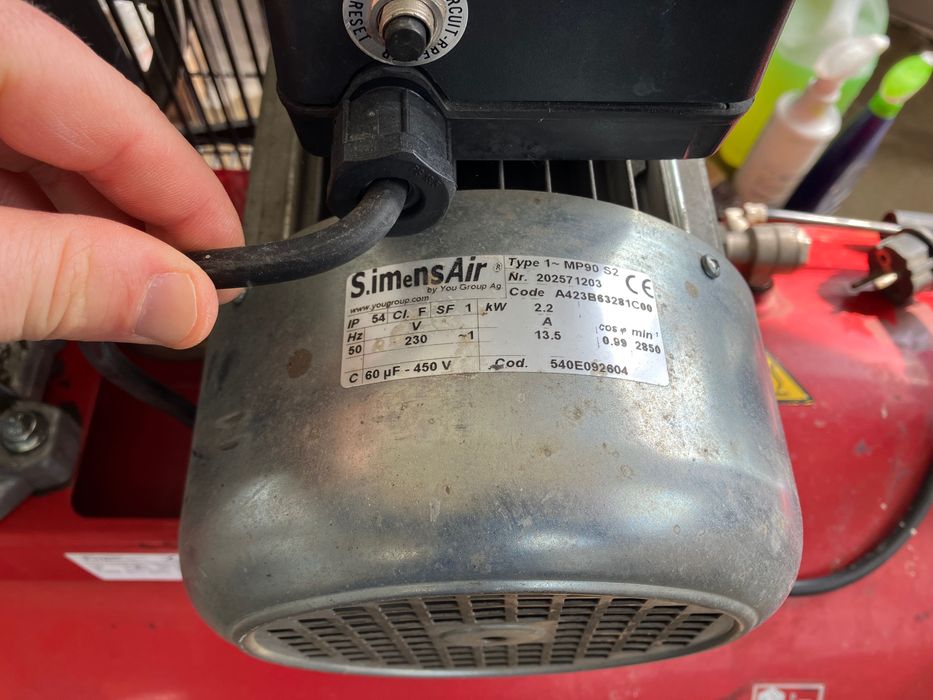 RESET
CIRCUIT-BREAKER
S.imensAir ®
by You Group Ag
www.yougroup.com
Type 1~ MP90 S2
Nr. 202571203 CE
Code A423B63281C00
IP 54 Cl. F SF 1 kW 2.2
Hz V A cos φ min⁻¹
50 230 ~1 13.5 0.99 2850
C 60 µF - 450 V Cod. 540E092604